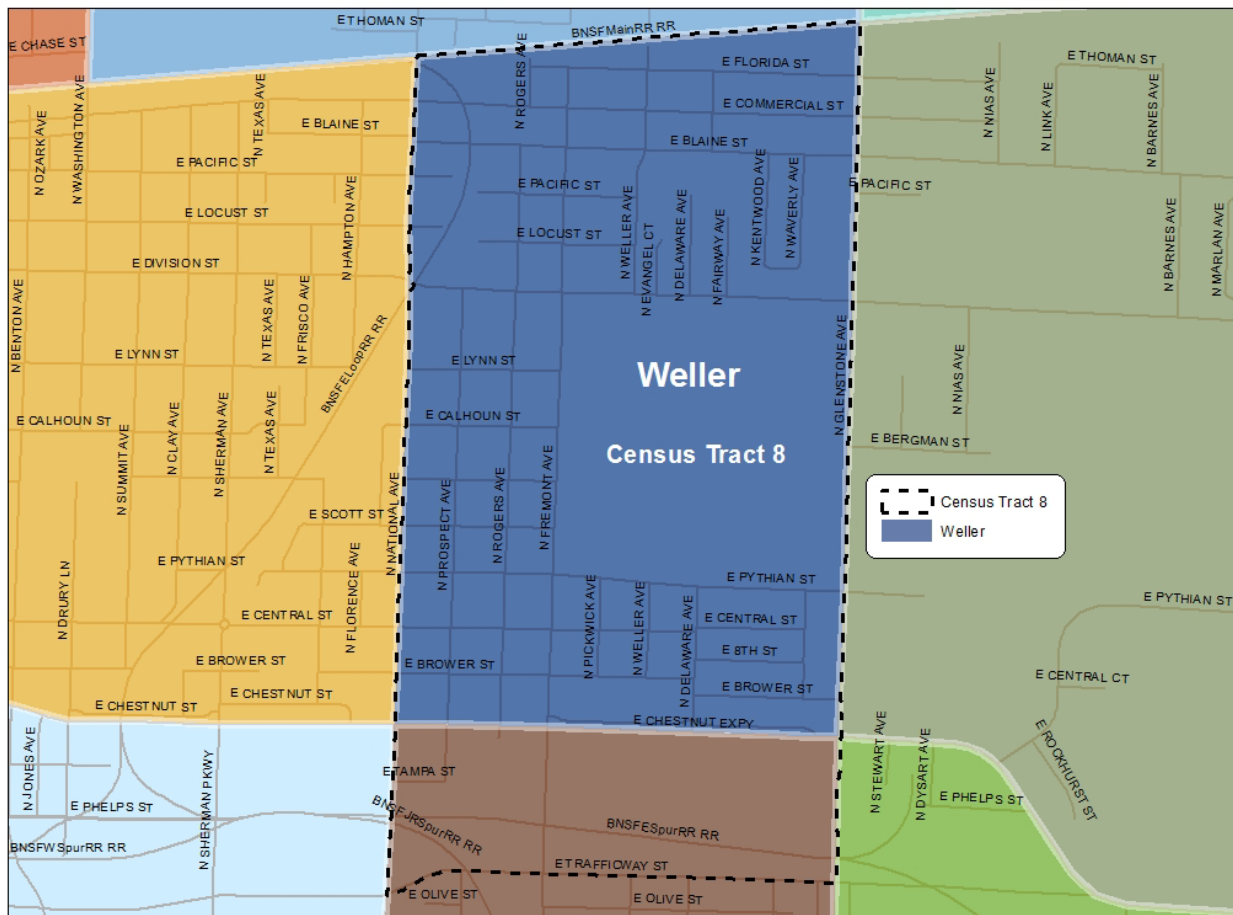 E THOMAN ST
BNSFMainRR RR
E CHASE ST
N ROGERS AVE
E FLORIDA ST
E THOMAN ST
N OZARK AVE
N WASHINGTON AVE
N TEXAS AVE
E COMMERCIAL ST
N NIAS AVE
N LINK AVE
N BARNES AVE
E BLAINE ST
E BLAINE ST
E PACIFIC ST
E PACIFIC ST
E PACIFIC ST
N HAMPTON AVE
N WELLER AVE
N EVANGEL CT
N DELAWARE AVE
N FAIRWAY AVE
N KENTWOOD AVE
N WAVERLY AVE
N BARNES AVE
N MARLAN AVE
E LOCUST ST
E LOCUST ST
E DIVISION ST
N BENTON AVE
N TEXAS AVE
N FRISCO AVE
BNSFELoopRR RR
E LYNN ST
E LYNN ST
Weller
N GLENSTONE AVE
N NIAS AVE
E CALHOUN ST
E CALHOUN ST
N SUMMIT AVE
N CLAY AVE
N SHERMAN AVE
N TEXAS AVE
Census Tract 8
E BERGMAN ST
Census Tract 8
Weller
N NATIONAL AVE
N PROSPECT AVE
N ROGERS AVE
N FREMONT AVE
E SCOTT ST
E PYTHIAN ST
E PYTHIAN ST
E PYTHIAN ST
N DRURY LN
N FLORENCE AVE
E CENTRAL ST
N PICKWICK AVE
N WELLER AVE
N DELAWARE AVE
E CENTRAL ST
E 8TH ST
E BROWER ST
E BROWER ST
E BROWER ST
E CENTRAL CT
E CHESTNUT ST
E CHESTNUT ST
E CHESTNUT EXPY
E ROCKHURST ST
N JONES AVE
N SHERMAN PKWY
E TAMPA ST
N STEWART AVE
N DYSART AVE
E PHELPS ST
E PHELPS ST
BNSFJRSpurRR RR
BNSFESpurRR RR
BNSFWSpurRR RR
E TRAFFICWAY ST
E OLIVE ST
E OLIVE ST